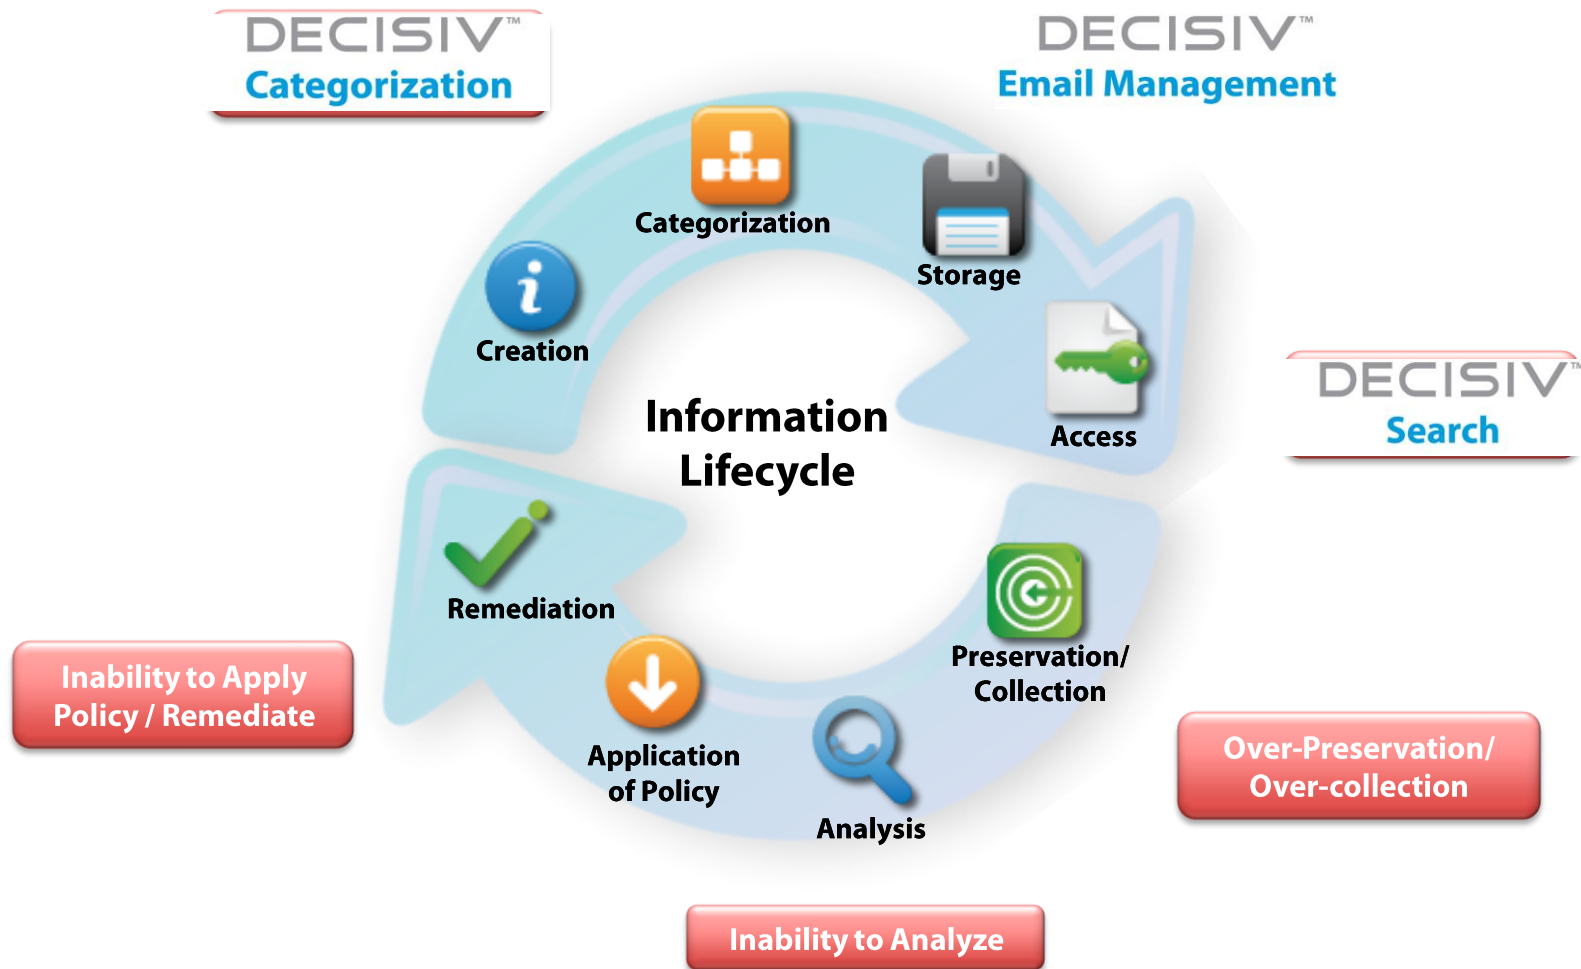 DECISIV™
Categorization
DECISIV™
Email Management
Categorization
Storage
Creation
Access
DECISIV™
Search
Information
Lifecycle
Remediation
Preservation/
Collection
Application
of Policy
Analysis
Inability to Apply
Policy / Remediate
Over-Preservation/
Over-collection
Inability to Analyze